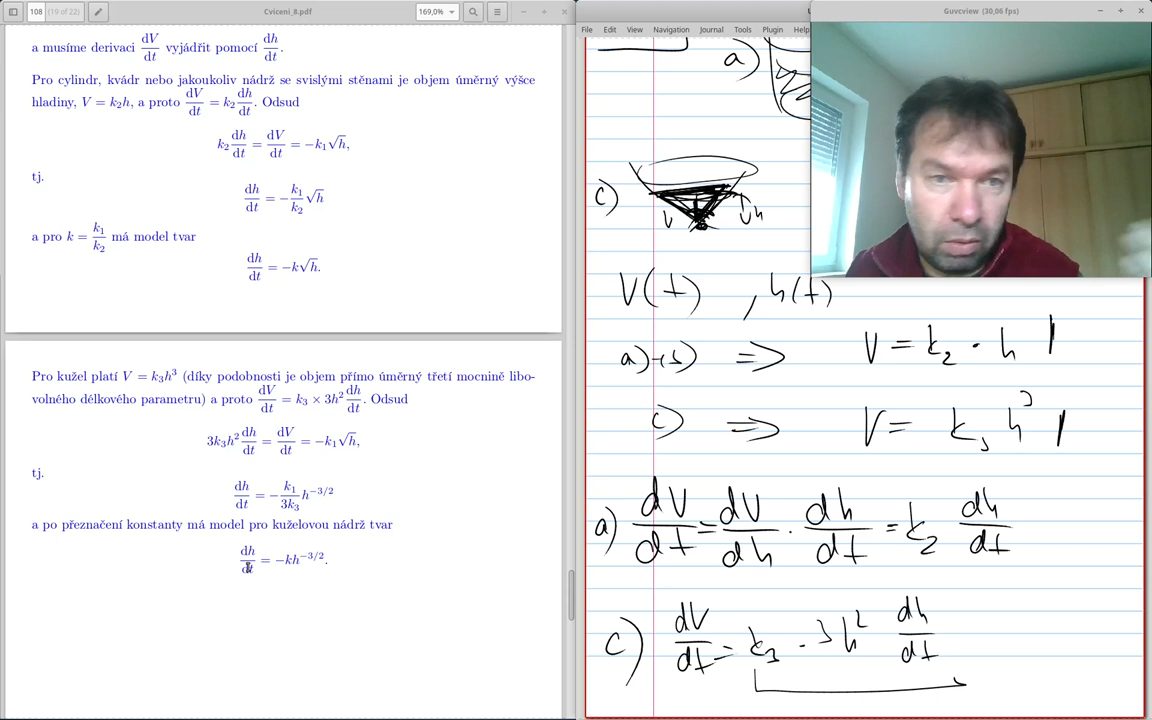 108 (19 of 22) Cviceni_8.pdf 169,0%
a musíme derivaci dV/dt vyjádřit pomocí dh/dt.
Pro cylindr, kvádr nebo jakoukoliv nádrž se svislými stěnami je objem úměrný výšce
hladiny, V = k₂h, a proto dV/dt = k₂ dh/dt. Odsud
k₂ dh/dt = dV/dt = −k₁√h,
tj.
dh/dt = −k₁/k₂ √h
a pro k = k₁/k₂ má model tvar
dh/dt = −k√h.
Pro kužel platí V = k₃h³ (díky podobnosti je objem přímo úměrný třetí mocnině libo-
volného délkového parametru) a proto dV/dt = k₃ × 3h² dh/dt. Odsud
3k₃h² dh/dt = dV/dt = −k₁√h,
tj.
dh/dt = −k₁/3k₃ h^−3/2
a po přeznačení konstanty má model pro kuželovou nádrž tvar
dh/dt = −kh^−3/2.
File Edit View Navigation Journal Tools Plugin Help
Guvcview (30,06 fps)
a)
c) V h
V(t) , h(t)
a)+b) ⇒ V = k₂ · h
c) ⇒ V = k₃ h³
a) dV/dt = dV/dh · dh/dt = k₂ dh/dt
c) dV/dt = k₃ · 3h² dh/dt